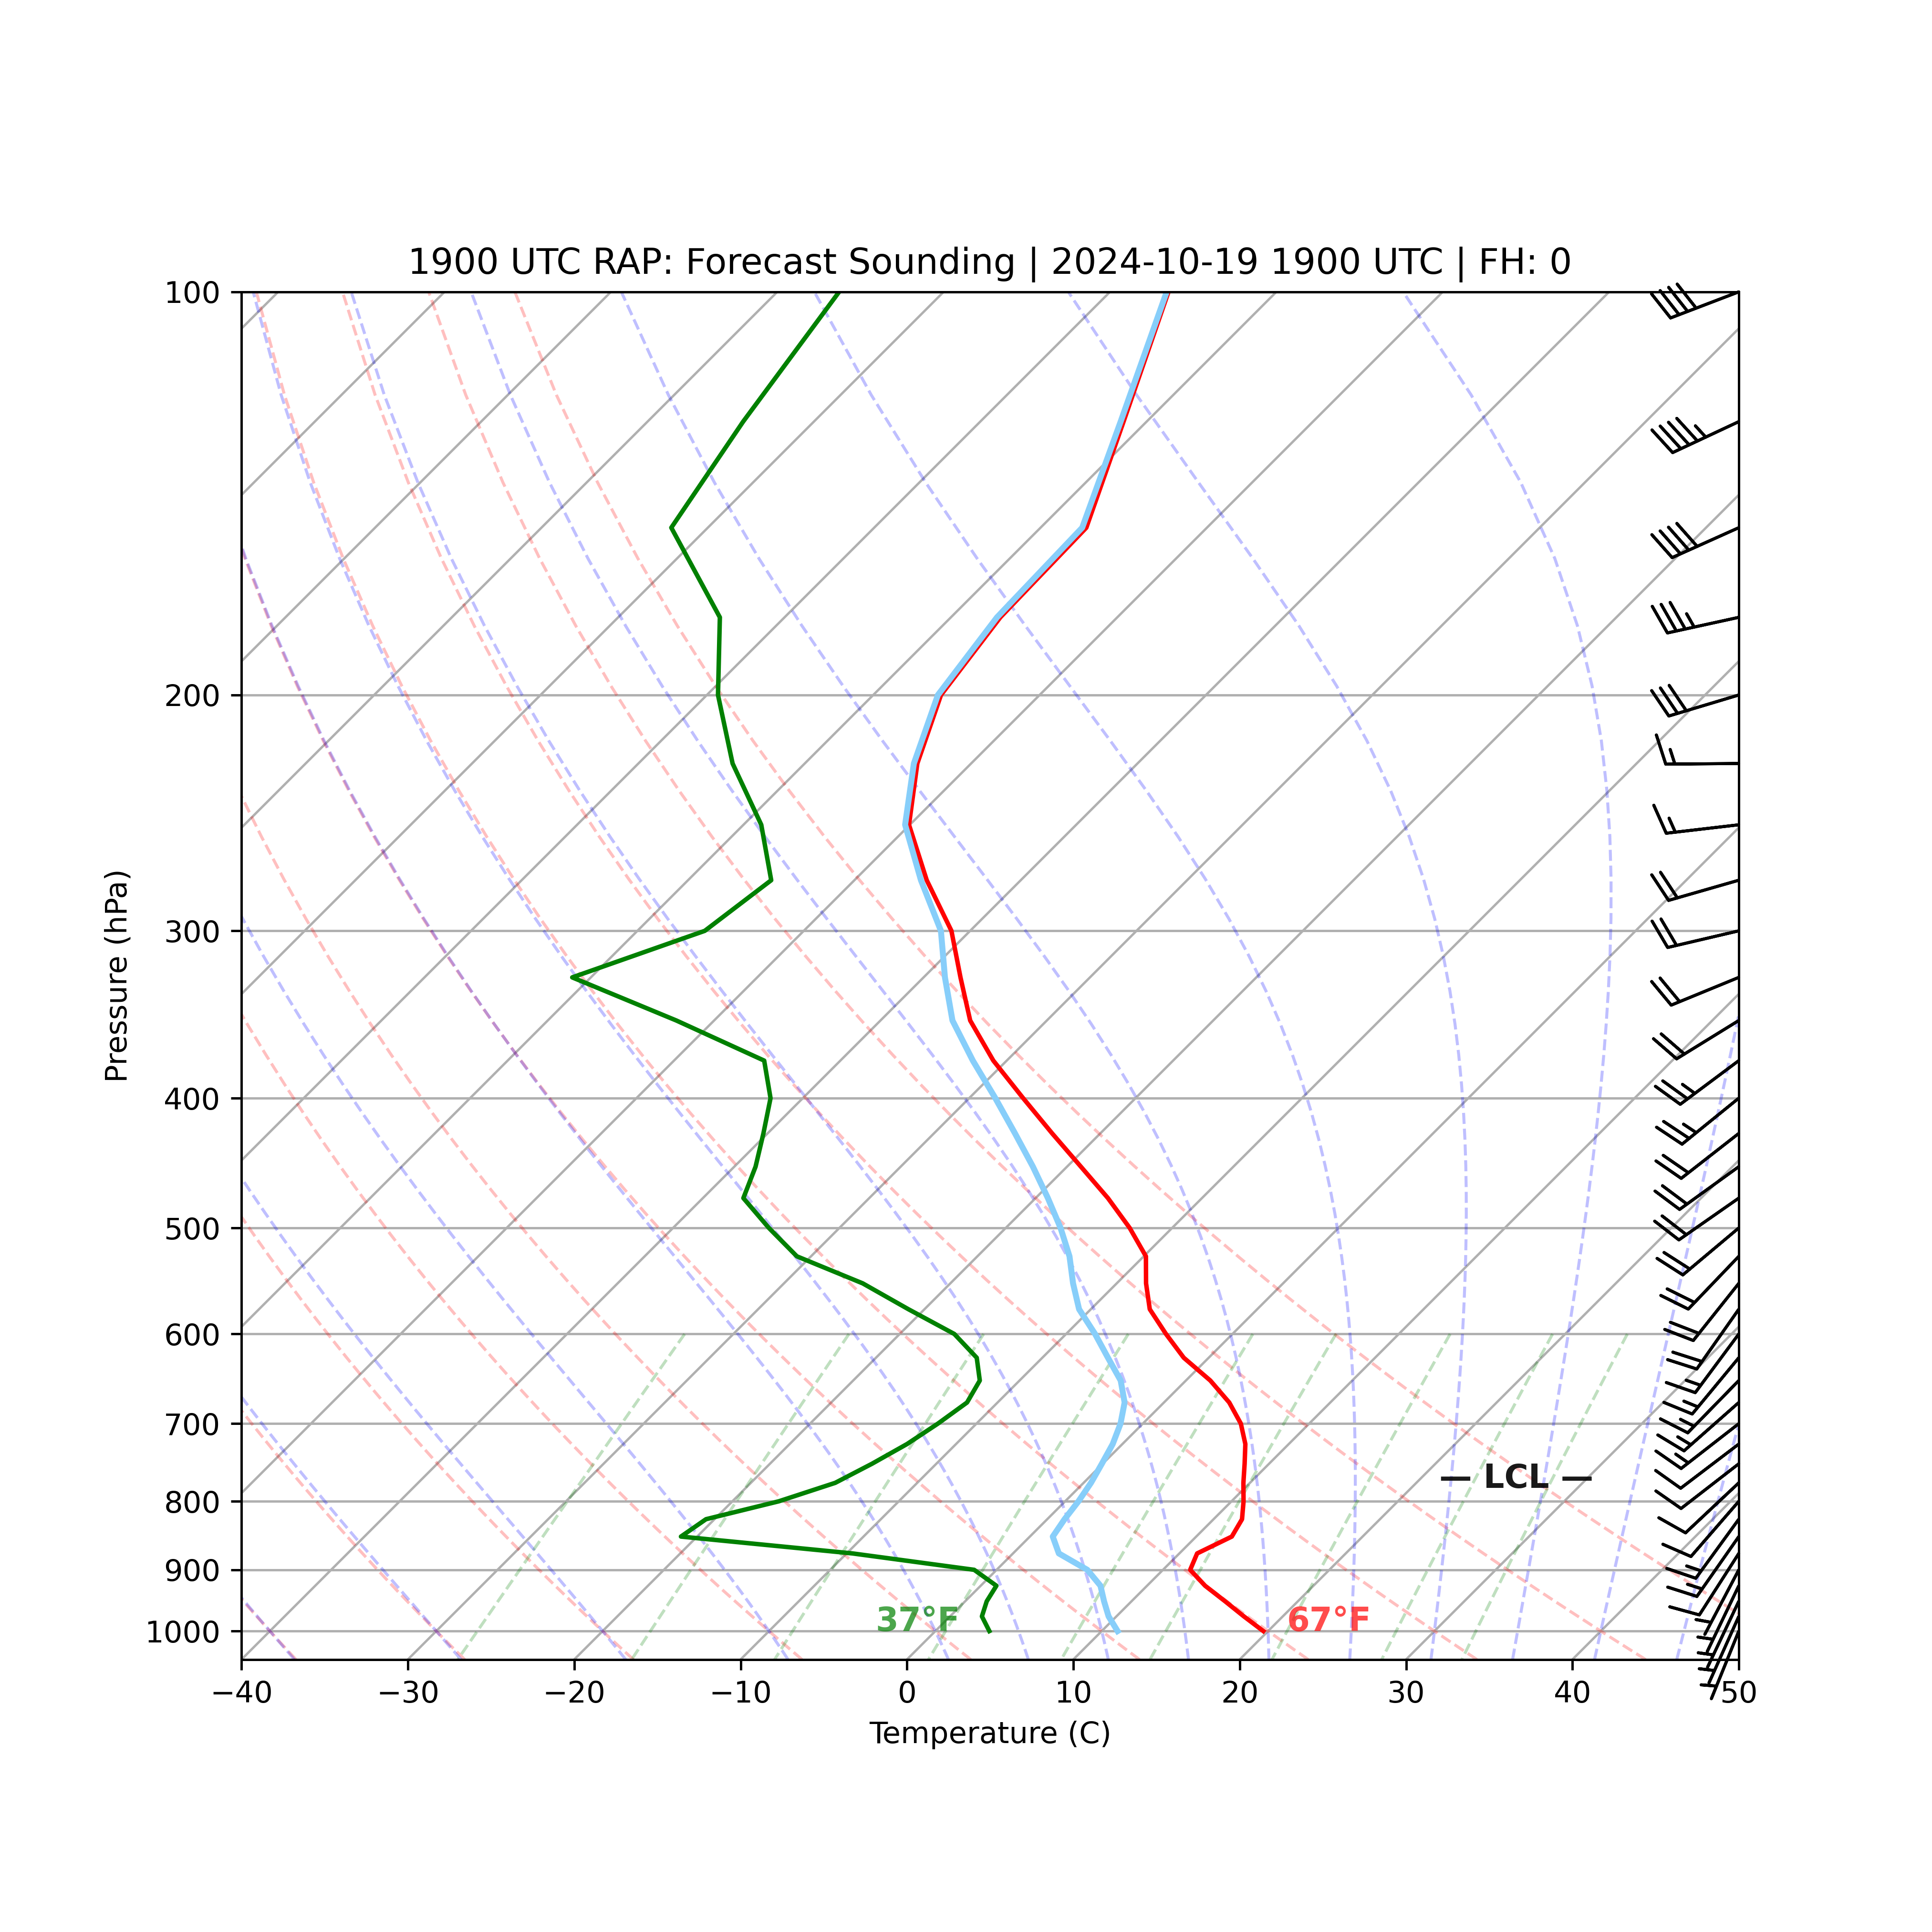 1900 UTC RAP: Forecast Sounding | 2024-10-19 1900 UTC | FH: 0
100
200
300
400
500
600
700
800
900
1000
Pressure (hPa)
— LCL —
37°F
67°F
−40 −30 −20 −10 0 10 20 30 40 50
Temperature (C)